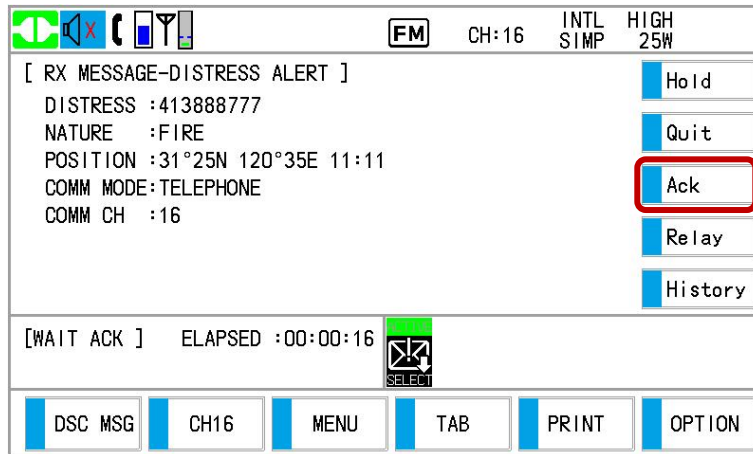 FM CH:16 INTL HIGH
SIMP 25W
[ RX MESSAGE-DISTRESS ALERT ]
DISTRESS :413888777
NATURE :FIRE
POSITION :31°25N 120°35E 11:11
COMM MODE:TELEPHONE
COMM CH :16
Hold
Quit
Ack
Relay
History
[WAIT ACK ] ELAPSED :00:00:16
SELECT
DSC MSG CH16 MENU TAB PRINT OPTION